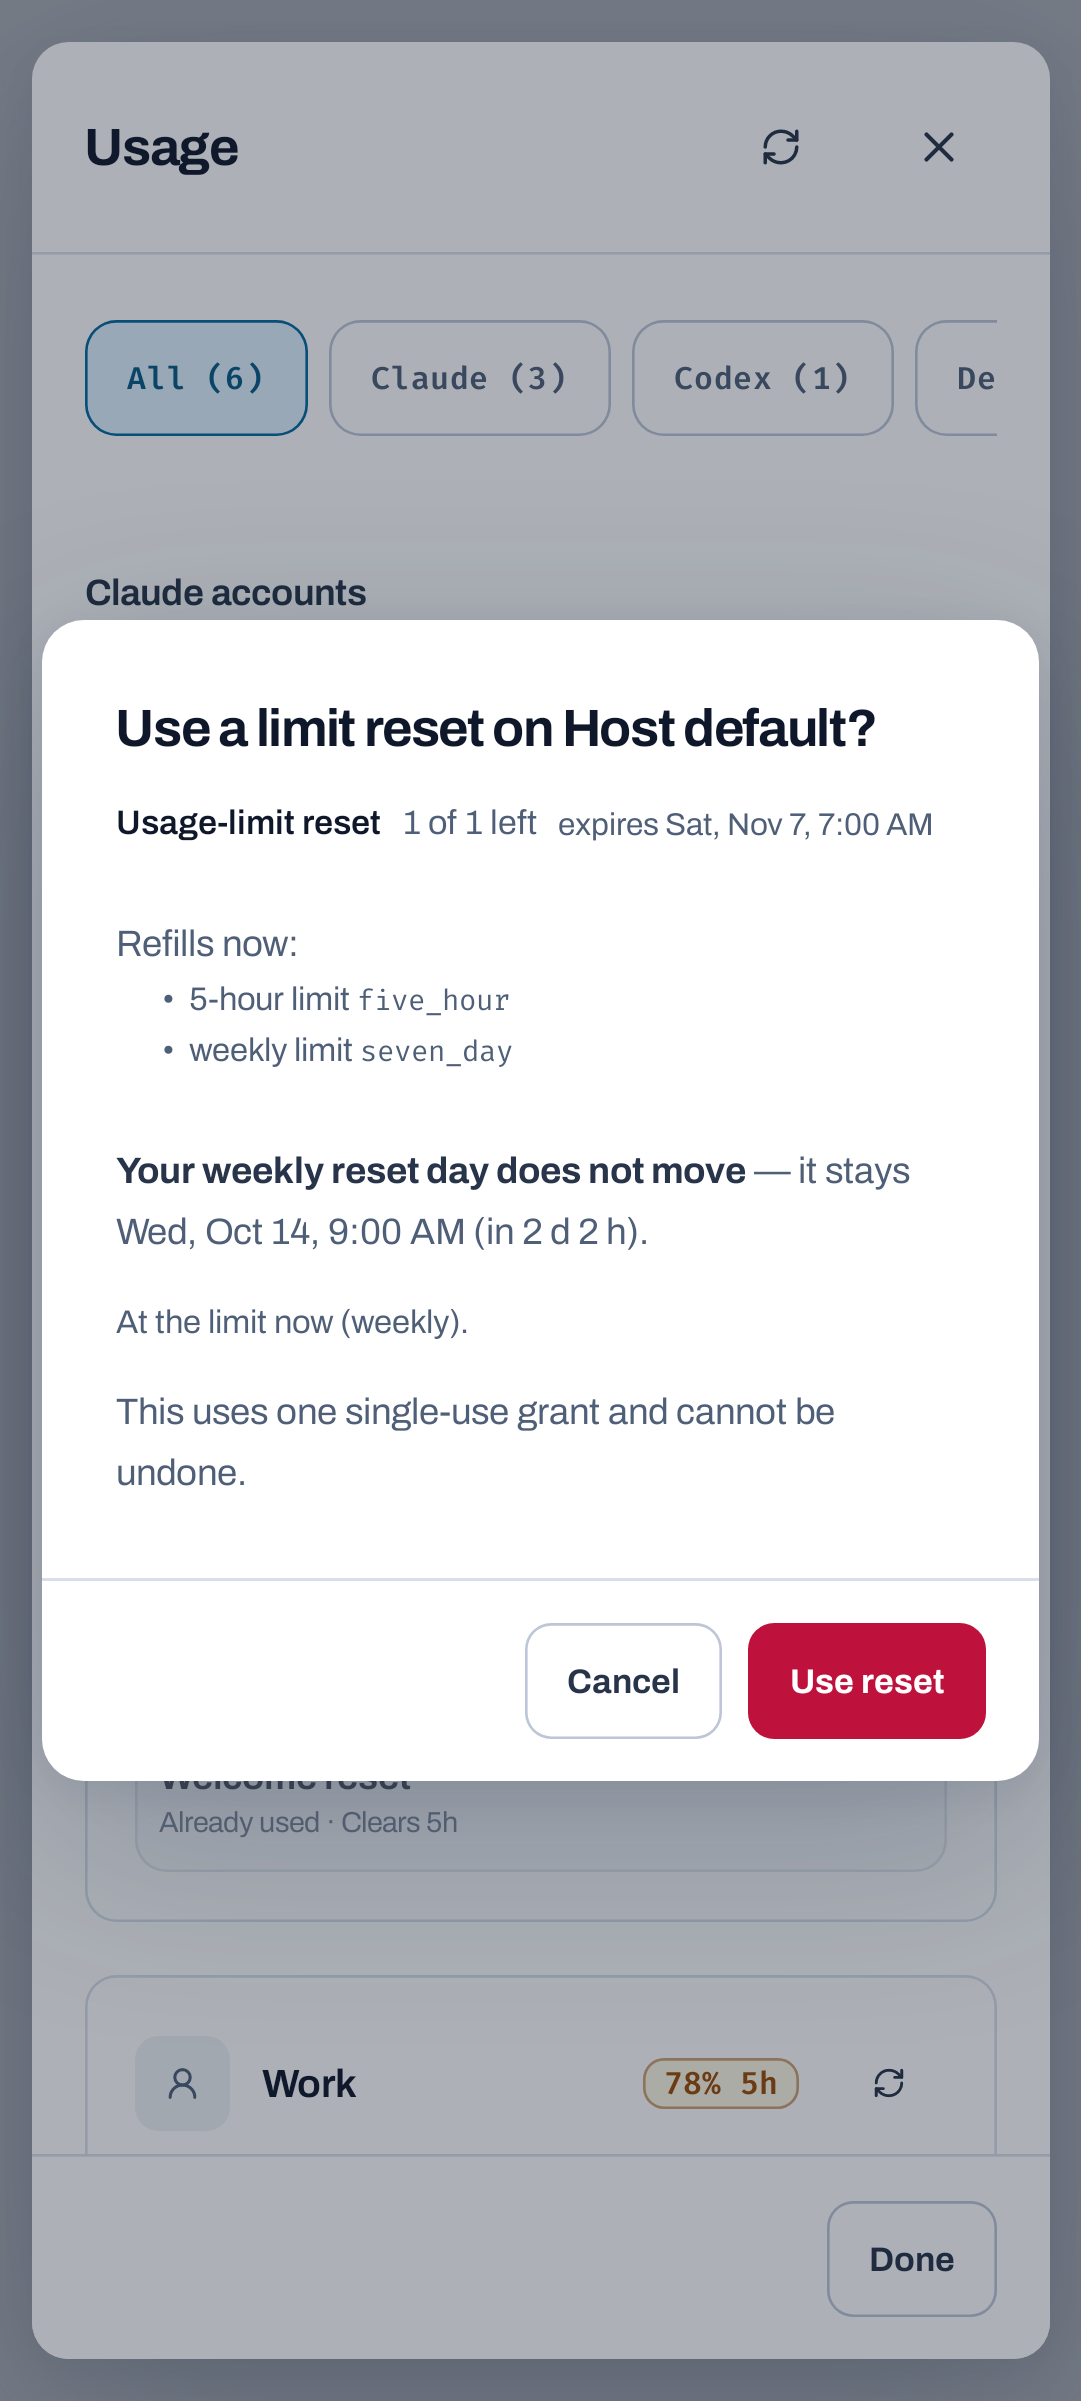 Usage
All (6)
Claude (3)
Codex (1)
De
Claude accounts
Use a limit reset on Host default?
Usage-limit reset 1 of 1 left expires Sat, Nov 7, 7:00 AM
Refills now:
• 5-hour limit five_hour
• weekly limit seven_day
Your weekly reset day does not move — it stays
Wed, Oct 14, 9:00 AM (in 2 d 2 h).
At the limit now (weekly).
This uses one single-use grant and cannot be
undone.
Cancel
Use reset
Welcome reset
Already used · Clears 5h
Work
78% 5h
Done